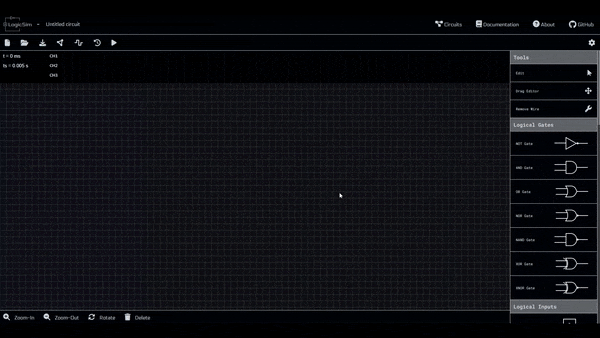 LogicSim
Untitled circuit
Circuits
Documentation
About
GitHub
t = 0 ms
ts = 0.005 s
CH1
CH2
CH3
Tools
Edit
Drag Editor
Remove Wire
Logical Gates
NOT Gate
AND Gate
OR Gate
NOR Gate
NAND Gate
XOR Gate
XNOR Gate
Logical Inputs
Zoom-In
Zoom-Out
Rotate
Delete